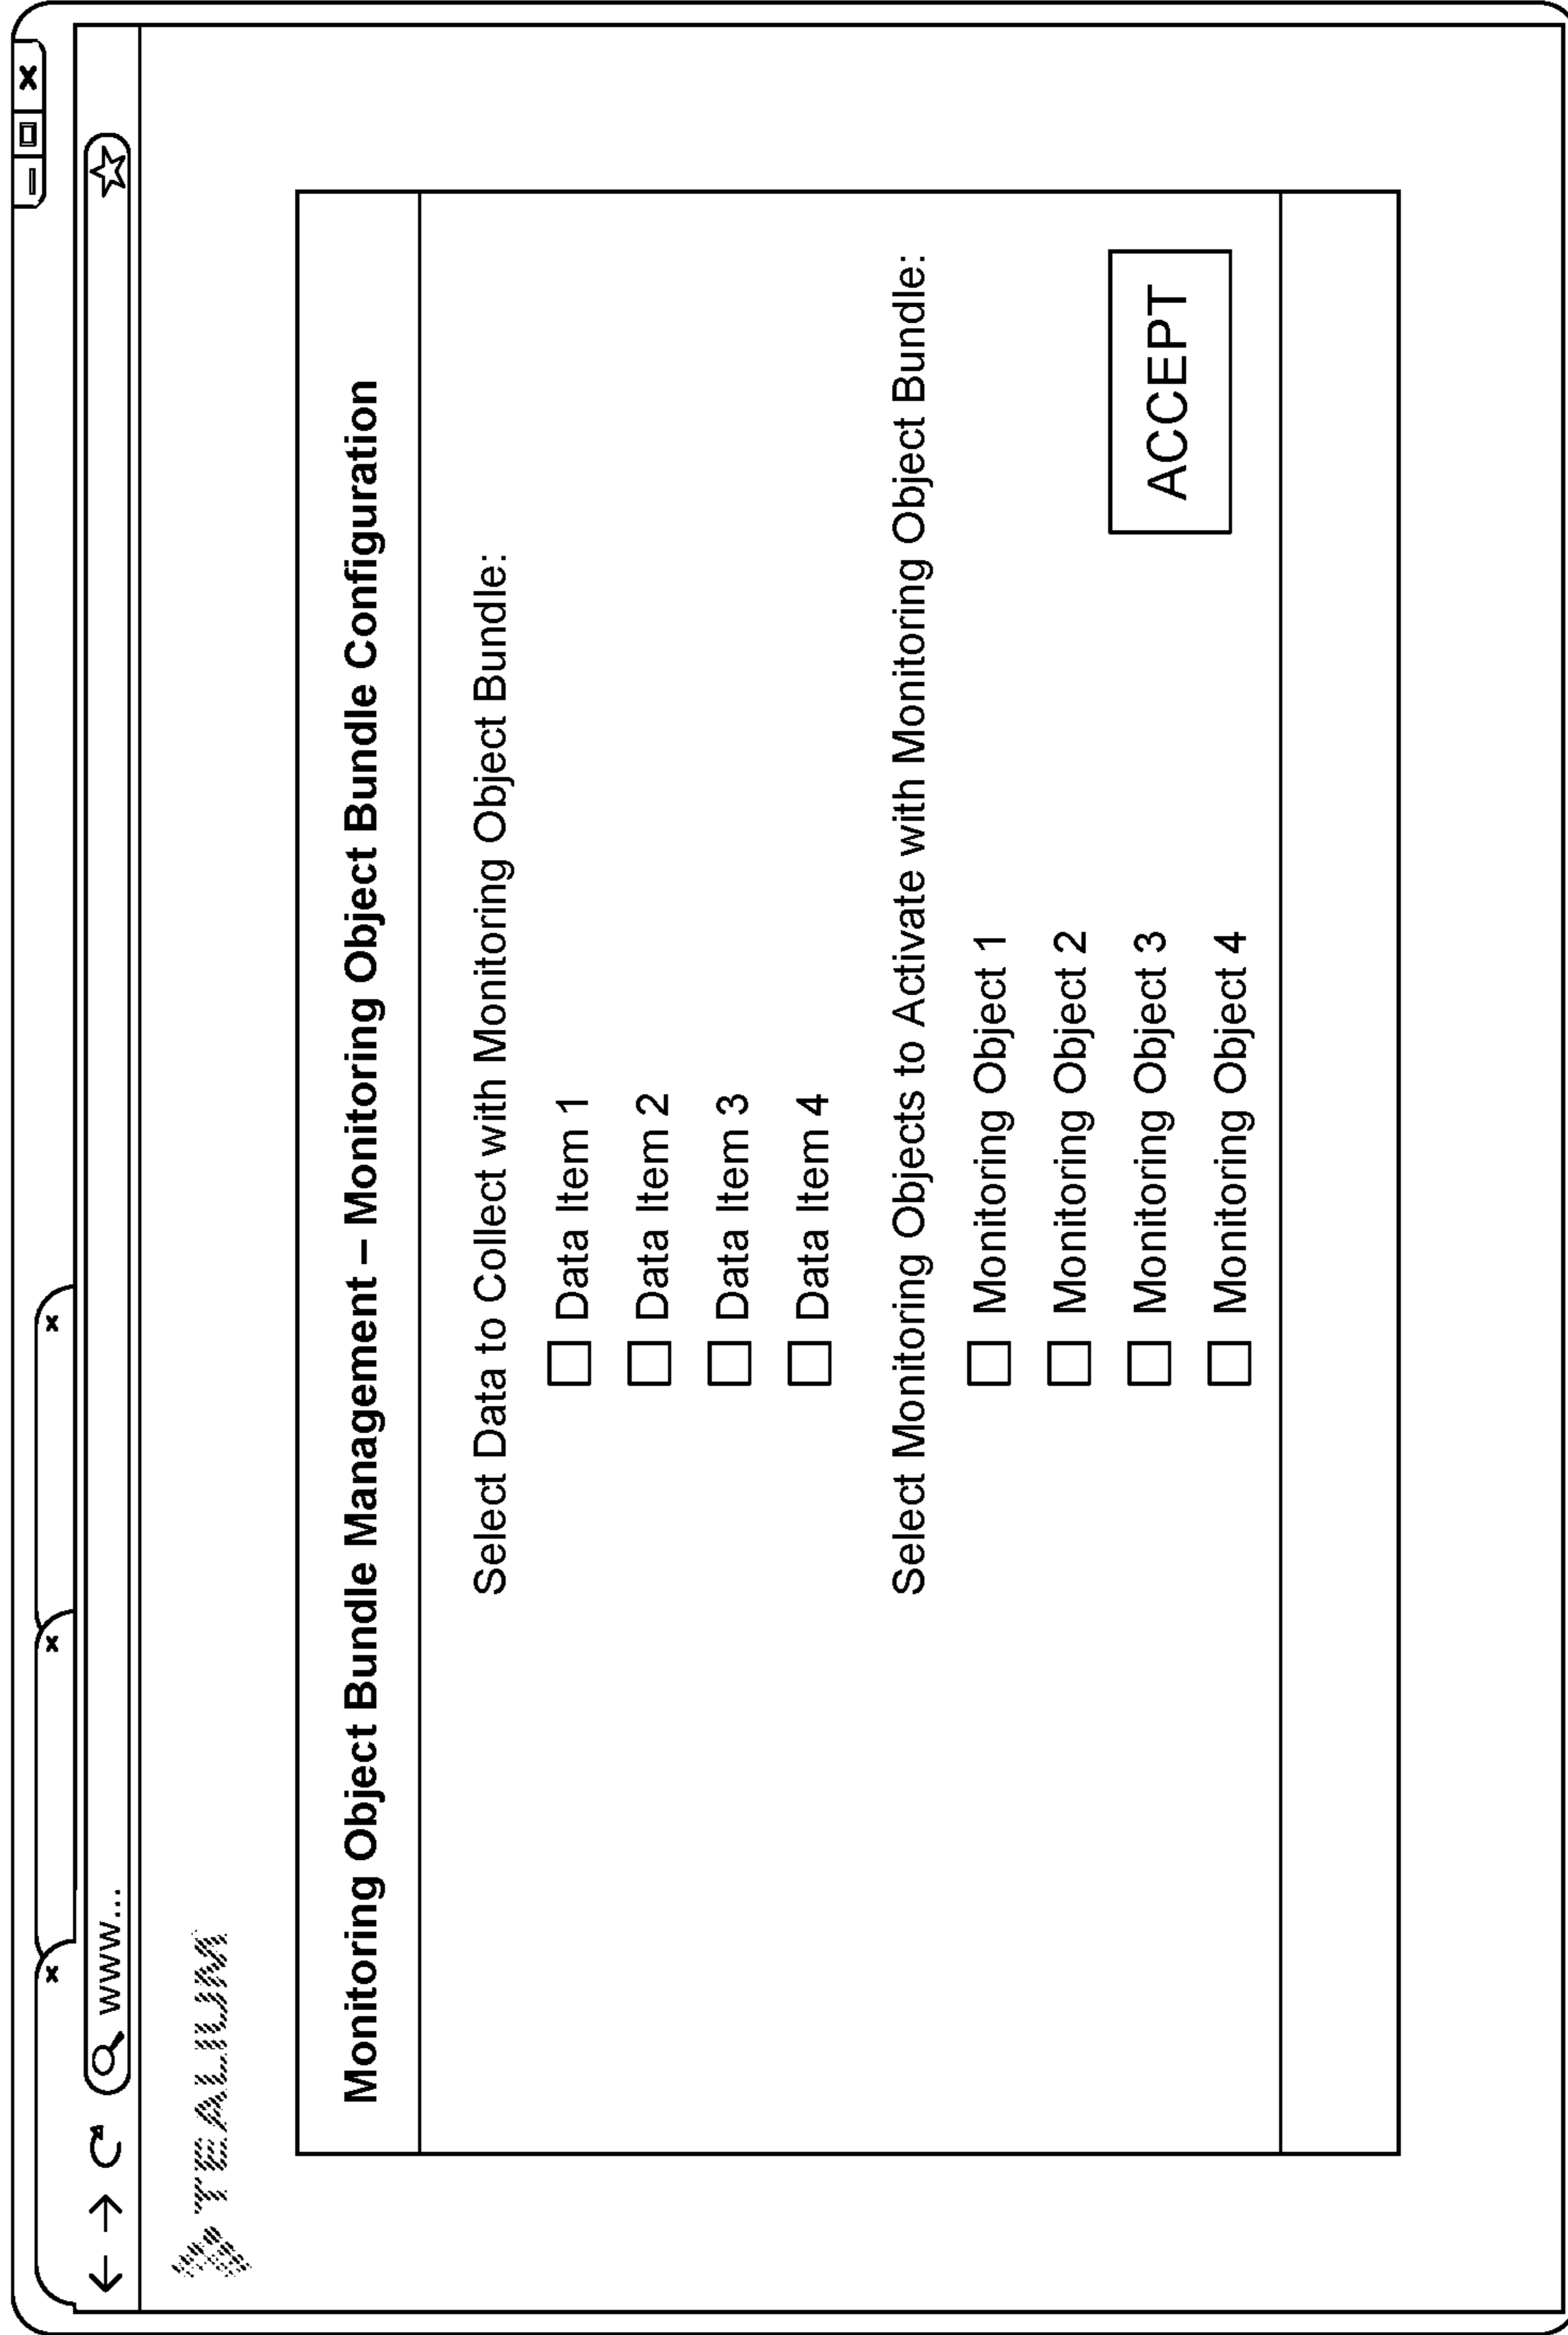 www...
TEALIUM
Monitoring Object Bundle Management – Monitoring Object Bundle Configuration
Select Data to Collect with Monitoring Object Bundle:
Data Item 1
Data Item 2
Data Item 3
Data Item 4
Select Monitoring Objects to Activate with Monitoring Object Bundle:
Monitoring Object 1
Monitoring Object 2
Monitoring Object 3
Monitoring Object 4
ACCEPT